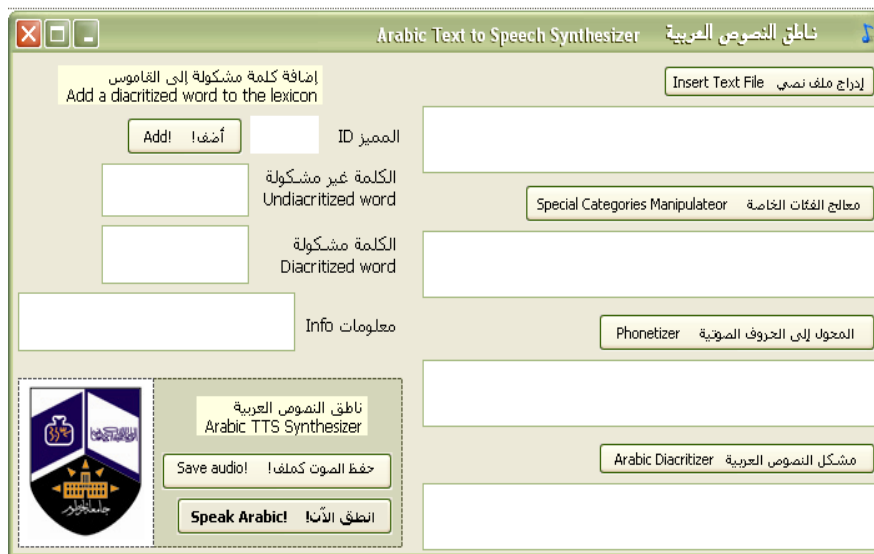 Arabic Text to Speech Synthesizer ناطق النصوص العربية
إضافة كلمة مشكولة إلى القاموس
Add a diacritized word to the lexicon
إدراج ملف نصي Insert Text File
المميز ID
أضف! Add!
الكلمة غير مشكولة
Undiacritized word
معالج الفئات الخاصة Special Categories Manipulateor
الكلمة مشكولة
Diacritized word
معلومات Info
المحول إلى الحروف الصوتية Phonetizer
ناطق النصوص العربية
Arabic TTS Synthesizer
مشكل النصوص العربية Arabic Diacritizer
حفظ الصوت كملف! Save audio!
انطق الآن! Speak Arabic!